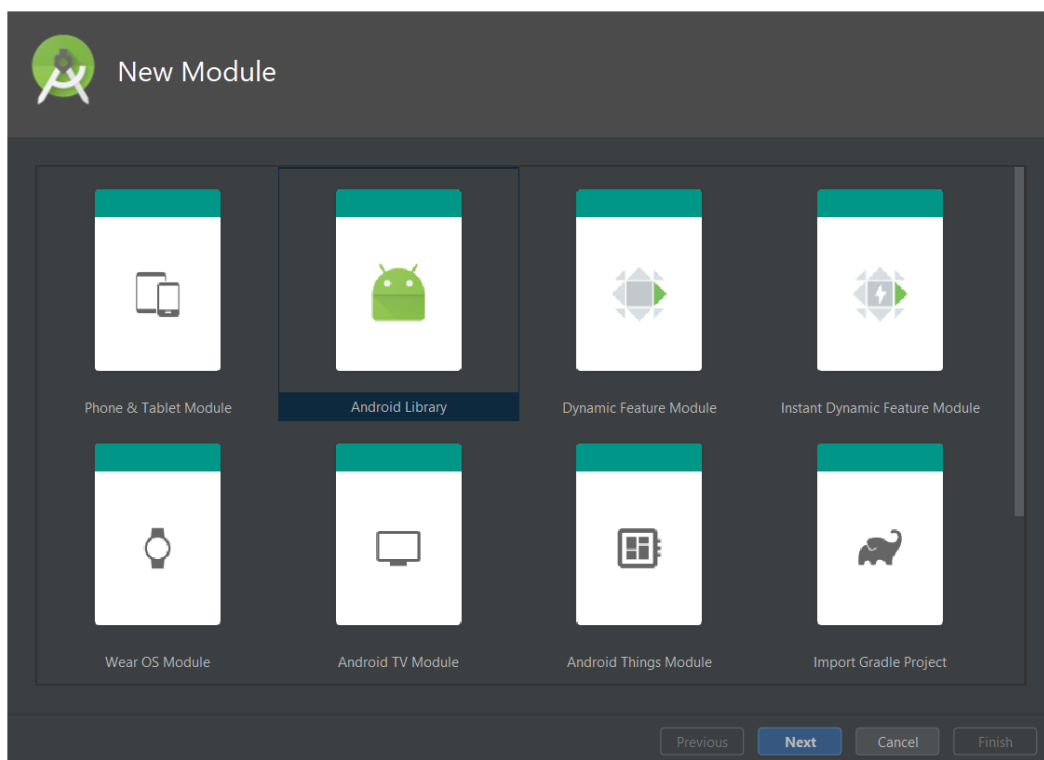 New Module
Phone & Tablet Module
Android Library
Dynamic Feature Module
Instant Dynamic Feature Module
Wear OS Module
Android TV Module
Android Things Module
Import Gradle Project
Previous
Next
Cancel
Finish